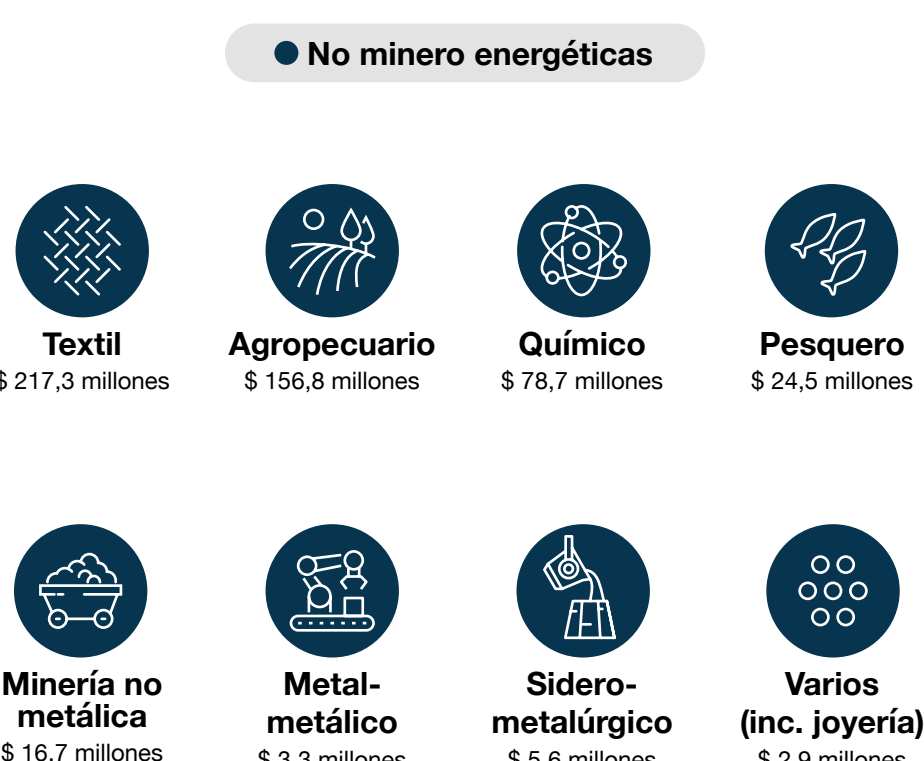 No minero energéticas
Textil
$ 217,3 millones
Agropecuario
$ 156,8 millones
Químico
$ 78,7 millones
Pesquero
$ 24,5 millones
Minería no
metálica
$ 16,7 millones
Metal-
metálico
$ 3,3 millones
Sidero-
metalúrgico
$ 5,6 millones
Varios
(inc. joyería)
$ 2,9 millones